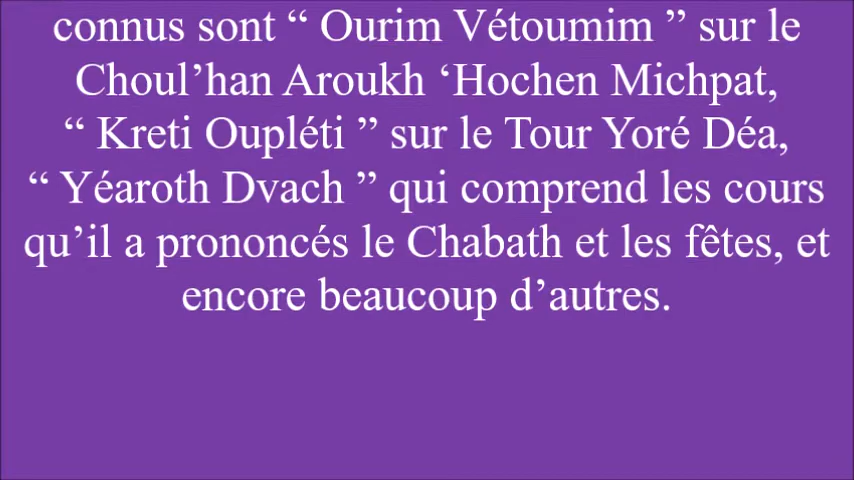 connus sont “ Ourim Vétoumim ” sur le
Choul’han Aroukh ‘Hochen Michpat,
“ Kreti Oupléti ” sur le Tour Yoré Déa,
“ Yéaroth Dvach ” qui comprend les cours
qu’il a prononcés le Chabath et les fêtes, et
encore beaucoup d’autres.